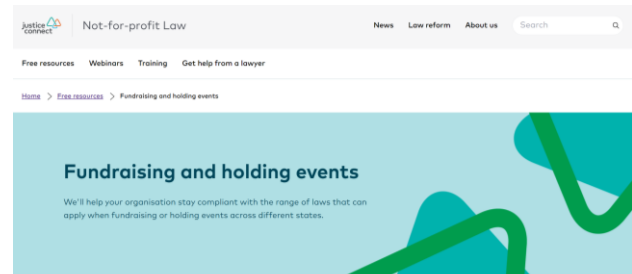 justice connect
Not-for-profit Law
News Law reform About us Search
Free resources Webinars Training Get help from a lawyer
Home > Free resources > Fundraising and holding events
Fundraising and holding events
We'll help your organisation stay compliant with the range of laws that can
apply when fundraising or holding events across different states.